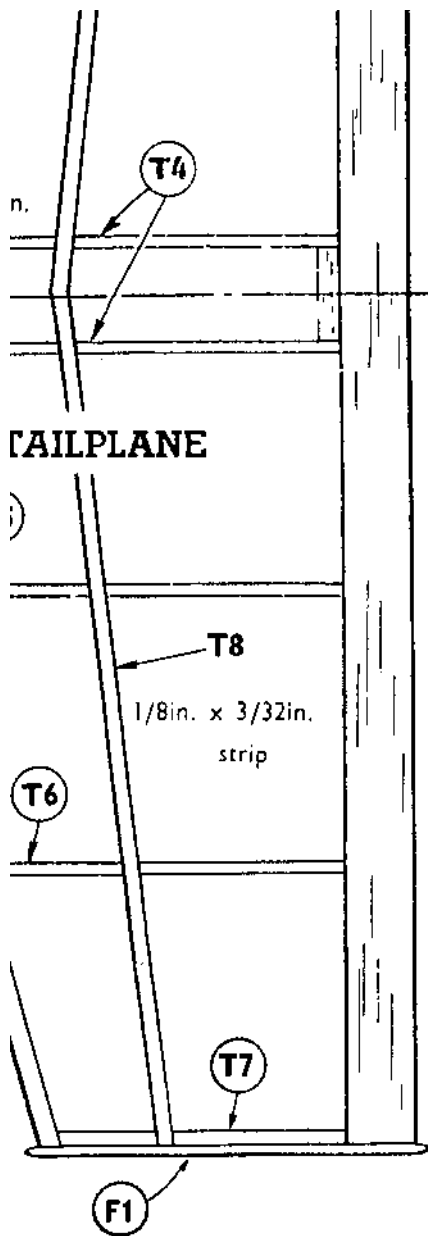 T4
n.
TAILPLANE
T8
1/8in. x 3/32in.
strip
T6
T7
F1